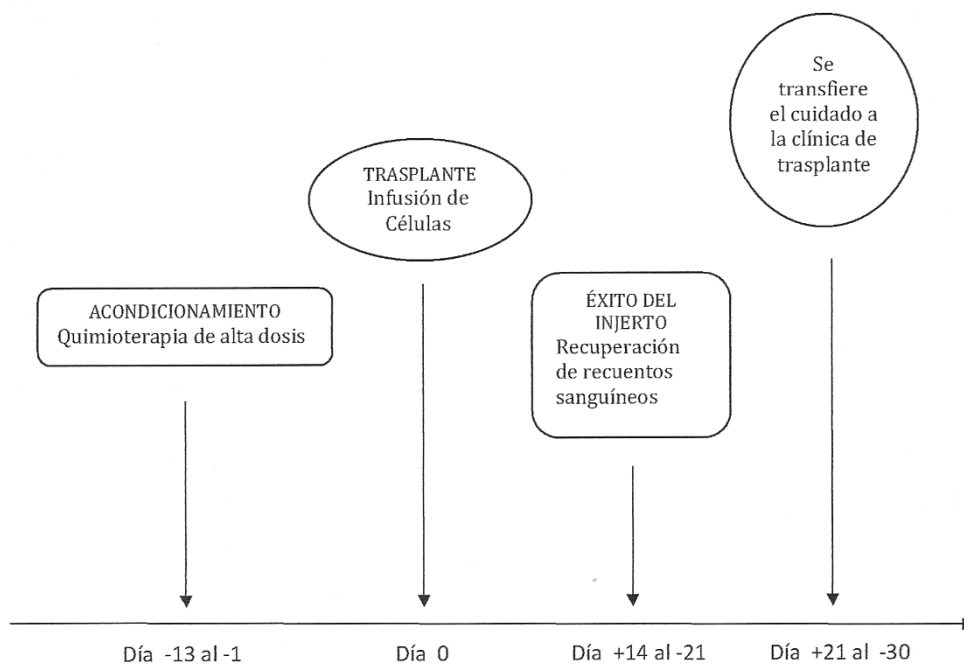 Se
transfiere
el cuidado a
la clínica de
trasplante
TRASPLANTE
Infusión de
Células
ACONDICIONAMIENTO
Quimioterapia de alta dosis
ÉXITO DEL
INJERTO
Recuperación
de recuentos
sanguíneos
Día -13 al -1
Día 0
Día +14 al -21
Día +21 al -30